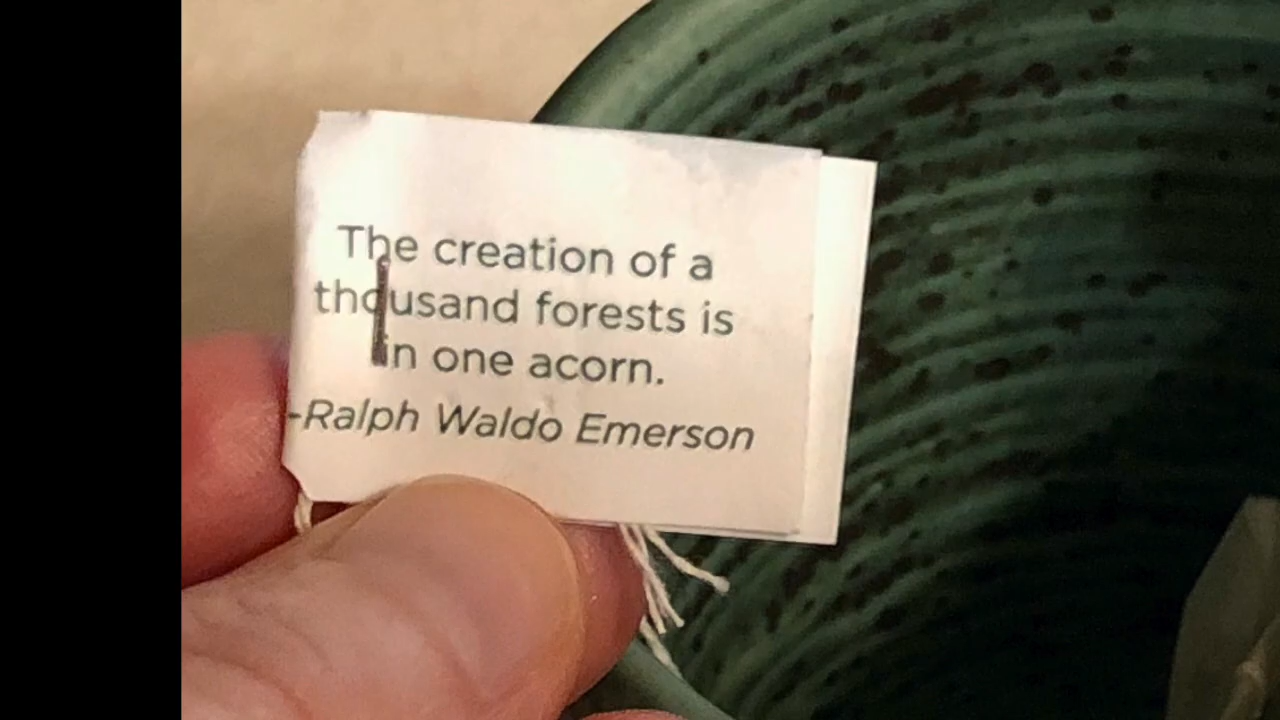 The creation of a
thousand forests is
in one acorn.
-Ralph Waldo Emerson